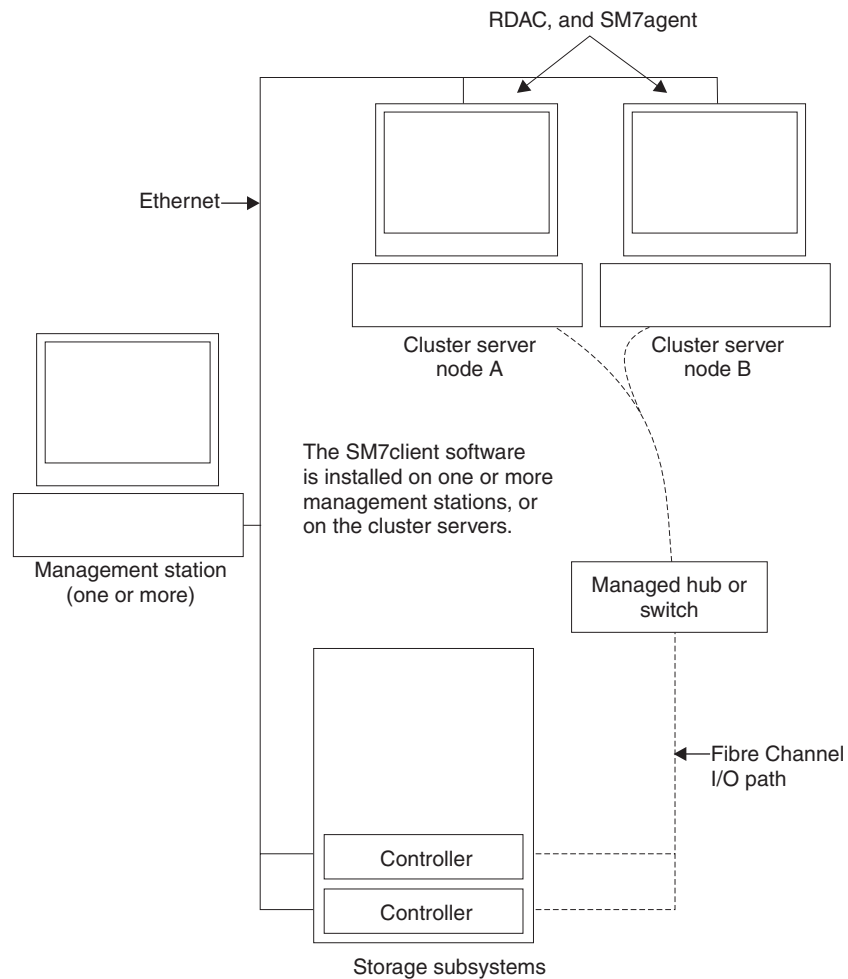 RDAC, and SM7agent
Ethernet
Cluster server
node A
Cluster server
node B
The SM7client software
is installed on one or more
management stations, or
on the cluster servers.
Management station
(one or more)
Managed hub or
switch
Fibre Channel
I/O path
Controller
Controller
Storage subsystems